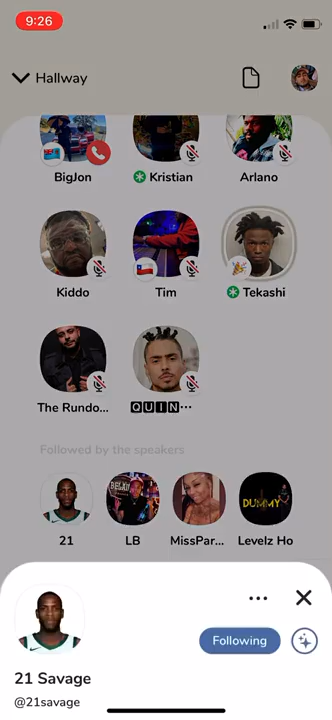 9:26
Hallway
BigJon
Kristian
Arlano
Kiddo
Tim
Tekashi
The Rundo...
QUIN...
Followed by the speakers
DUMMY
21
LB
MissPar...
Levelz Ho
Following
21 Savage
@21savage